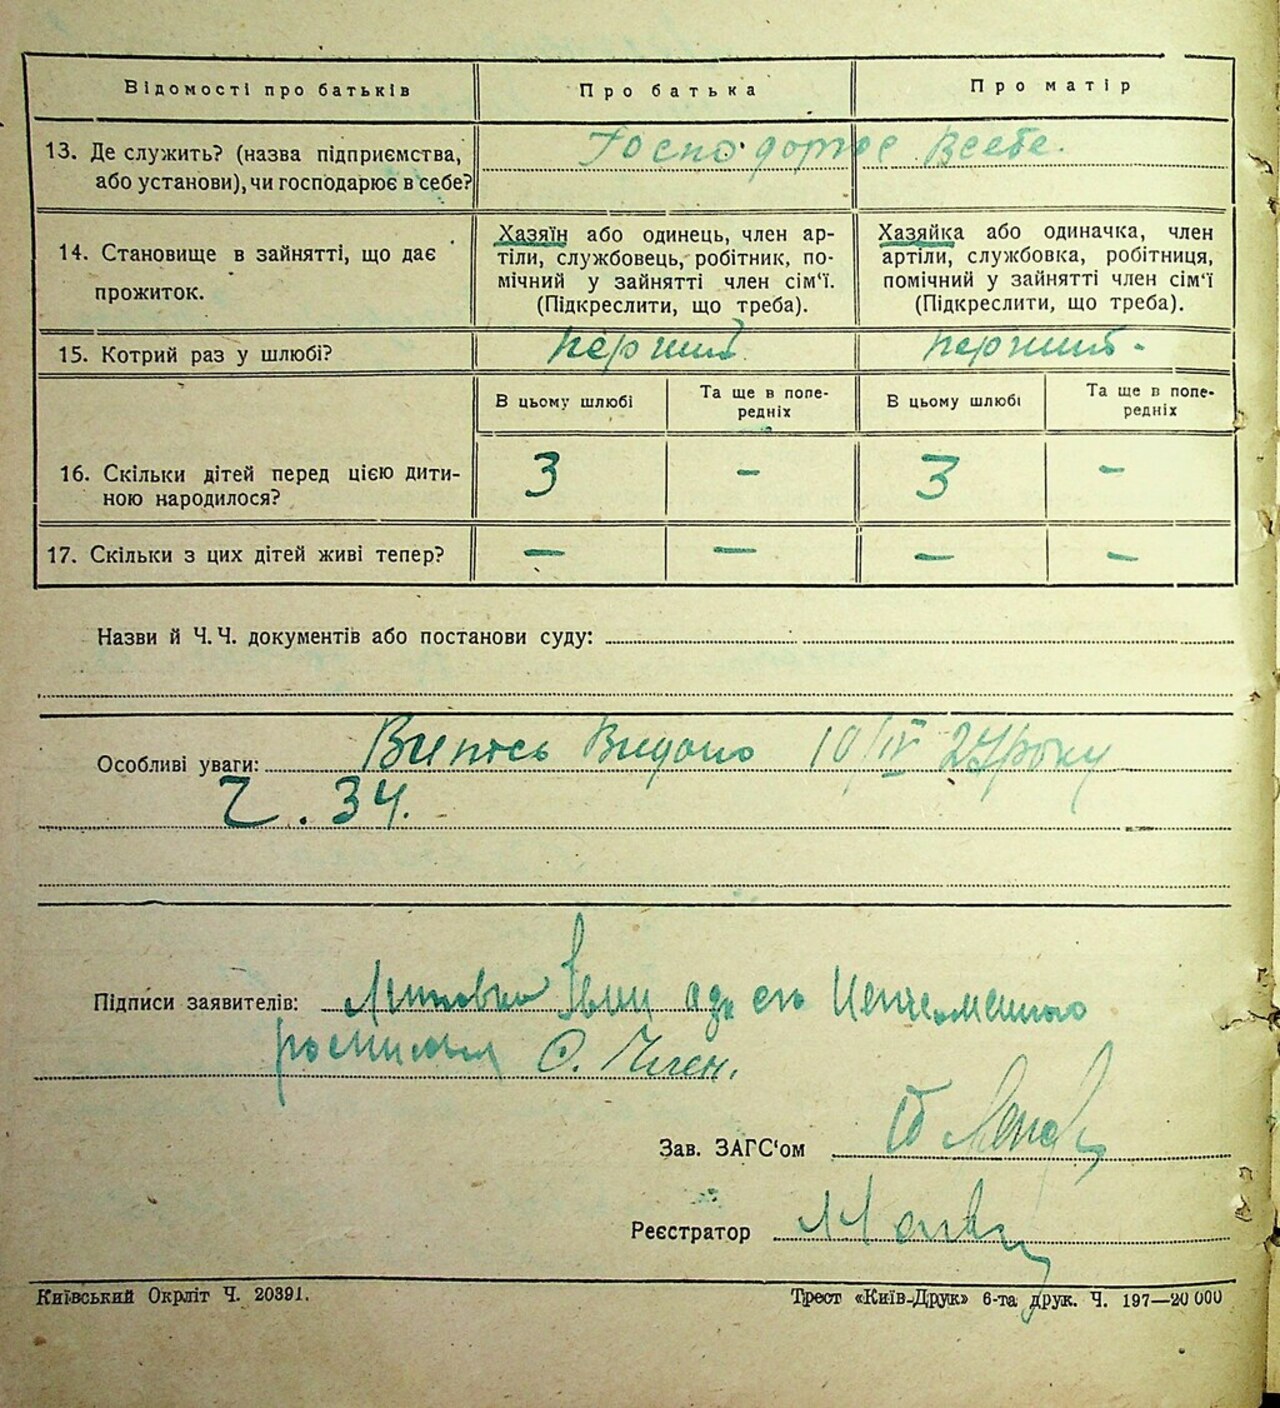 Відомості про батьків Про батька Про матір
13. Де служить? (назва підприємства, або установи), чи господарює в себе?
Господорює Всебе.
14. Становище в зайнятті, що дає прожиток.
Хазяїн або одинець, член ар-
тіли, службовець, робітник, по-
мічний у зайнятті член сім'ї.
(Підкреслити, що треба).
Хазяйка або одиначка, член
артіли, службовка, робітниця,
помічний у зайнятті член сім'ї
(Підкреслити, що треба).
15. Котрий раз у шлюбі? перший перший-
В цьому шлюбі Та ще в попе-
редніх В цьому шлюбі Та ще в попе-
редніх
16. Скільки дітей перед цією дити-
ною народилося? 3 - 3 -
17. Скільки з цих дітей живі тепер? - - - -
Назви й Ч. Ч. документів або постанови суду:
Особливі уваги: Випись Видано 10/IV 27 року
Ч. 34.
Підписи заявителів:
С. Член.
Зав. ЗАГС'ом
Реєстратор
Київський Окрліт Ч. 20391. Трест «Київ-Друк» 6-та друк. Ч. 197—20 000